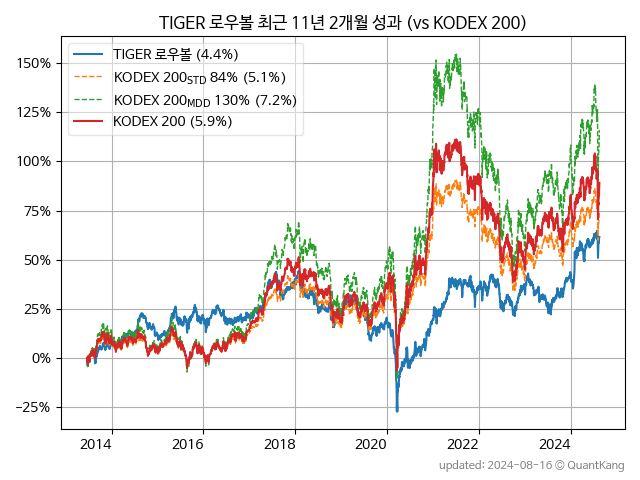 TIGER 로우볼 최근 11년 2개월 성과 (vs KODEX 200)
TIGER 로우볼 (4.4%)
KODEX 200STD 84% (5.1%)
KODEX 200MDD 130% (7.2%)
KODEX 200 (5.9%)
150%
125%
100%
75%
50%
25%
0%
−25%
2014 2016 2018 2020 2022 2024
updated: 2024-08-16 © QuantKang